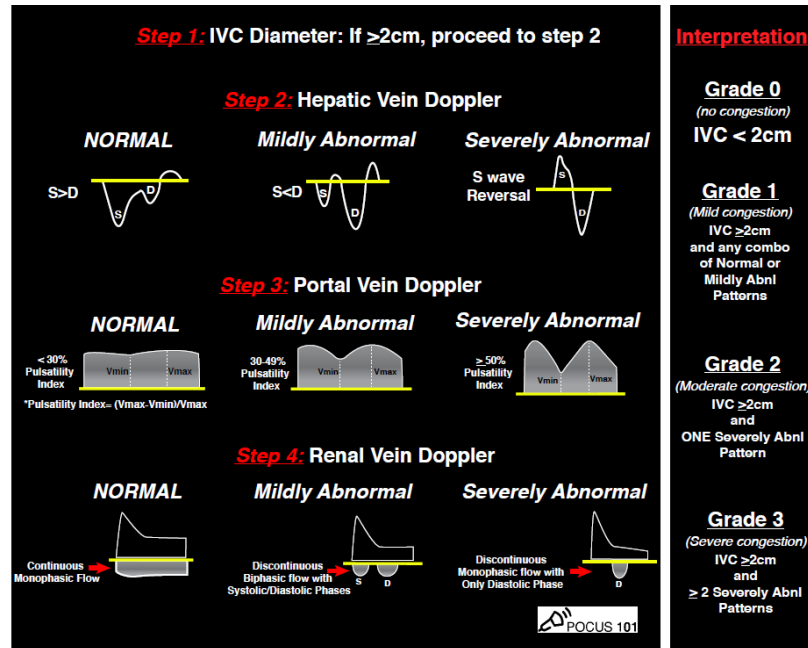 Step 1: IVC Diameter: If ≥2cm, proceed to step 2
Step 2: Hepatic Vein Doppler
NORMAL
Mildly Abnormal
Severely Abnormal
S>D
S
D
S<D
S
D
S wave
Reversal
S
D
Step 3: Portal Vein Doppler
NORMAL
Mildly Abnormal
Severely Abnormal
< 30%
Pulsatility
Index
Vmin
Vmax
30-49%
Pulsatility
Index
Vmin
Vmax
≥ 50%
Pulsatility
Index
Vmin
Vmax
*Pulsatility Index= (Vmax-Vmin)/Vmax
Step 4: Renal Vein Doppler
NORMAL
Mildly Abnormal
Severely Abnormal
Continuous
Monophasic Flow
Discontinuous
Biphasic flow with
Systolic/Diastolic Phases
S
D
Discontinuous
Monophasic flow with
Only Diastolic Phase
D
POCUS 101
Interpretation
Grade 0
(no congestion)
IVC < 2cm
Grade 1
(Mild congestion)
IVC ≥2cm
and any combo
of Normal or
Mildly Abnl
Patterns
Grade 2
(Moderate congestion)
IVC ≥2cm
and
ONE Severely Abnl
Pattern
Grade 3
(Severe congestion)
IVC ≥2cm
and
≥ 2 Severely Abnl
Patterns